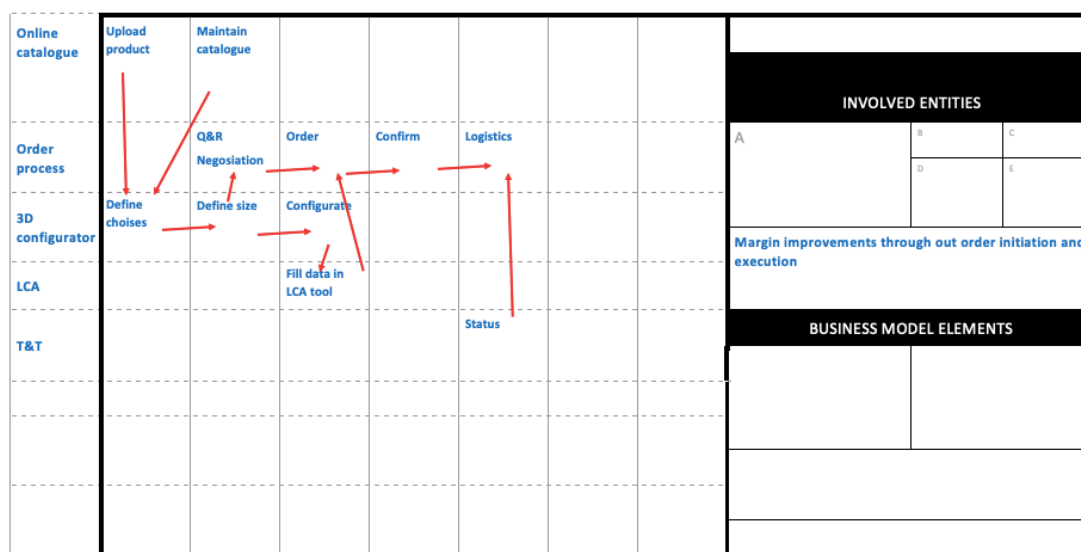 Online
catalogue
Upload
product
Maintain
catalogue
Order
process
Q&R
Negosiation
Order
Confirm
Logistics
3D
configurator
Define
choises
Define size
Configurate
LCA
Fill data in
LCA tool
T&T
Status
INVOLVED ENTITIES
A
B
C
D
E
Margin improvements through out order initiation and
execution
BUSINESS MODEL ELEMENTS